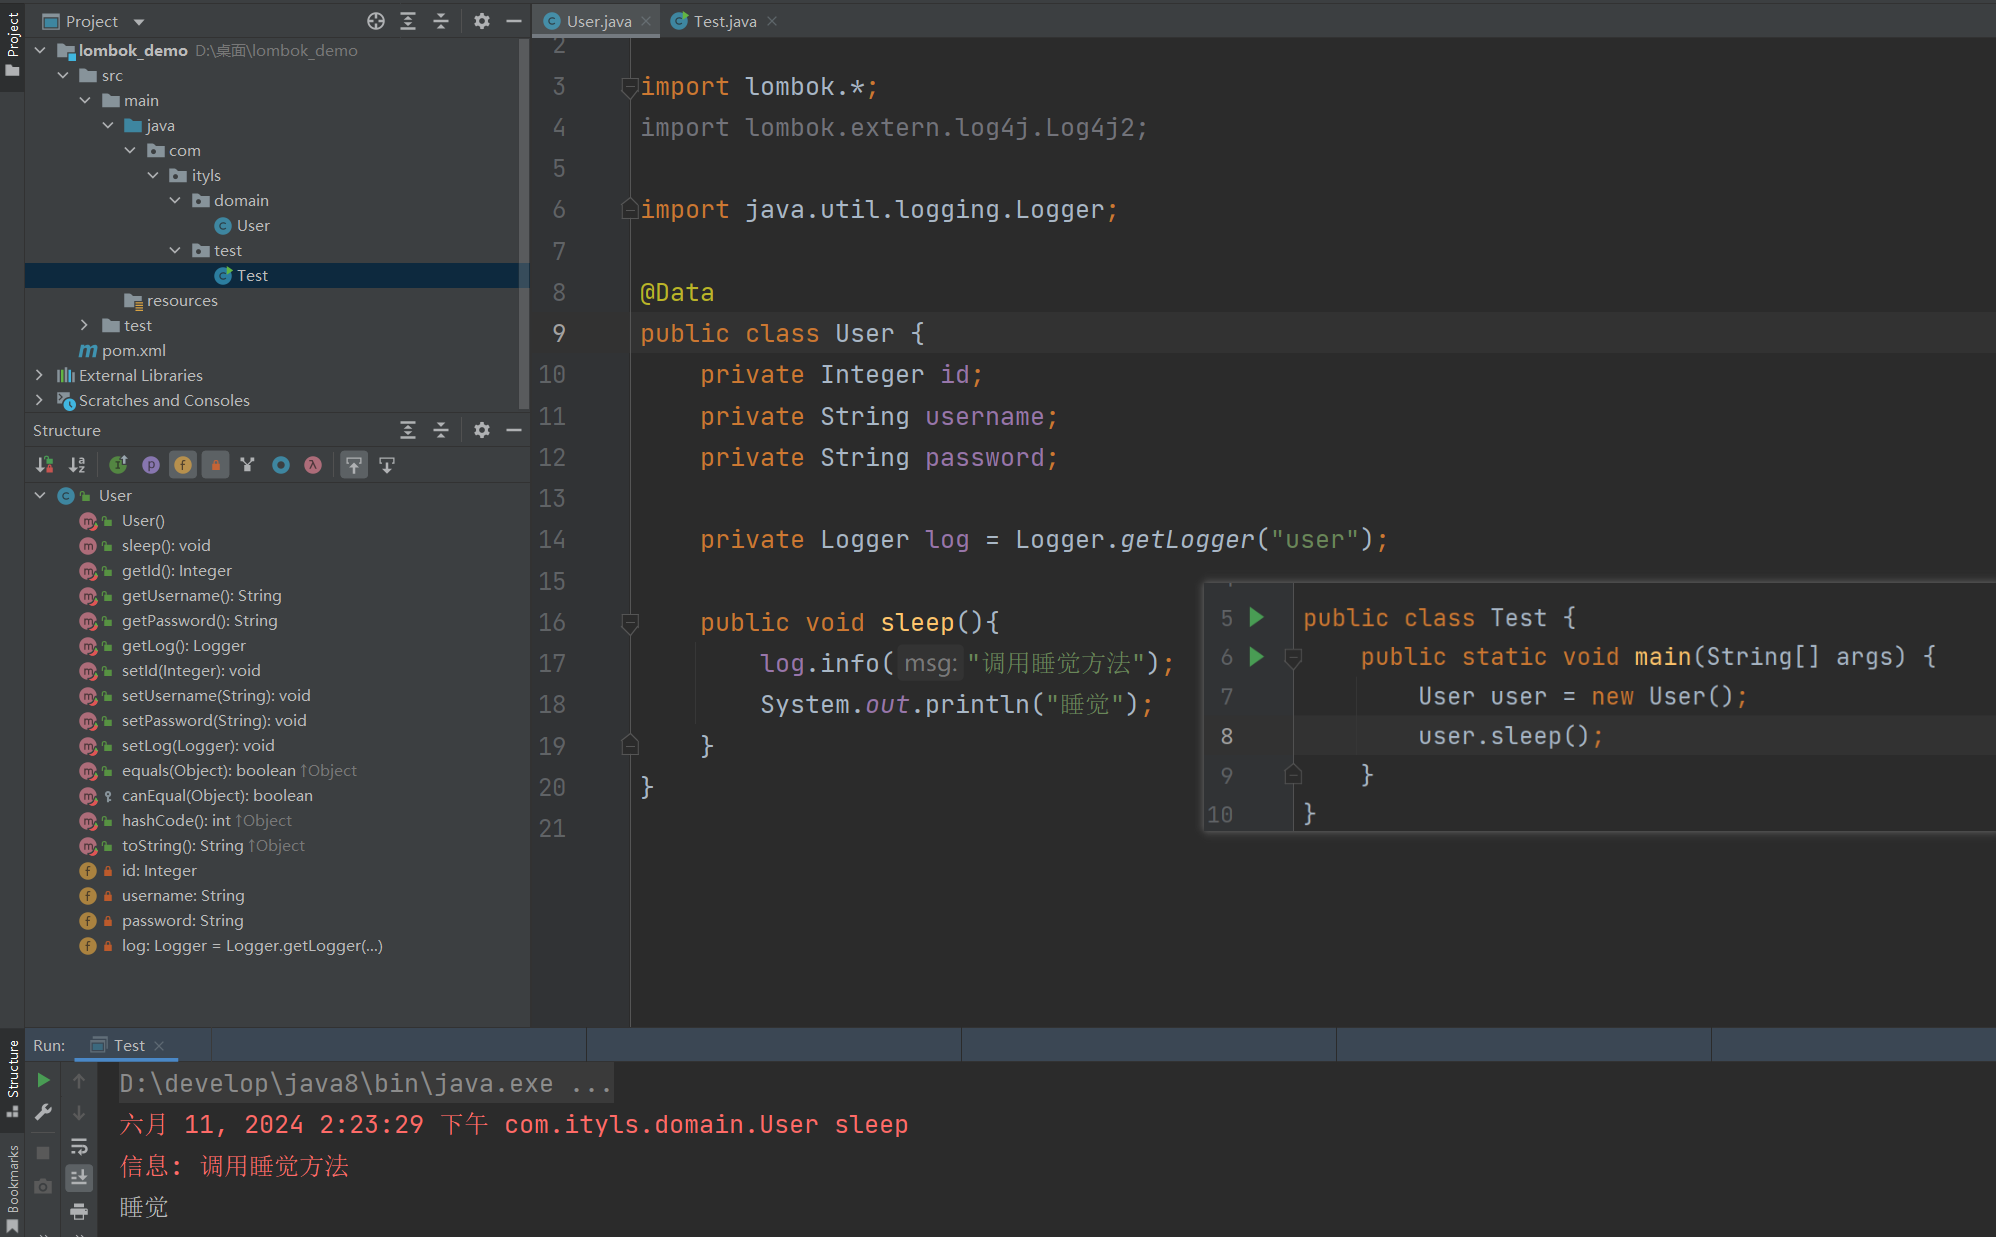 Project
Project
lombok_demo D:\桌面\lombok_demo
src
main
java
com
ityls
domain
User
test
Test
resources
test
pom.xml
External Libraries
Scratches and Consoles
Structure
User
User()
sleep(): void
getId(): Integer
getUsername(): String
getPassword(): String
getLog(): Logger
setId(Integer): void
setUsername(String): void
setPassword(String): void
setLog(Logger): void
equals(Object): boolean ↑Object
canEqual(Object): boolean
hashCode(): int ↑Object
toString(): String ↑Object
id: Integer
username: String
password: String
log: Logger = Logger.getLogger(...)
User.java Test.java
2
3 import lombok.*;
4 import lombok.extern.log4j.Log4j2;
5
6 import java.util.logging.Logger;
7
8 @Data
9 public class User {
10 private Integer id;
11 private String username;
12 private String password;
13
14 private Logger log = Logger.getLogger("user");
15
16 public void sleep(){
17 log.info( msg: "调用睡觉方法");
18 System.out.println("睡觉");
19 }
20 }
21
5 public class Test {
6 public static void main(String[] args) {
7 User user = new User();
8 user.sleep();
9 }
10 }
Structure
Bookmarks
Run: Test
D:\develop\java8\bin\java.exe ...
六月 11, 2024 2:23:29 下午 com.ityls.domain.User sleep
信息: 调用睡觉方法
睡觉